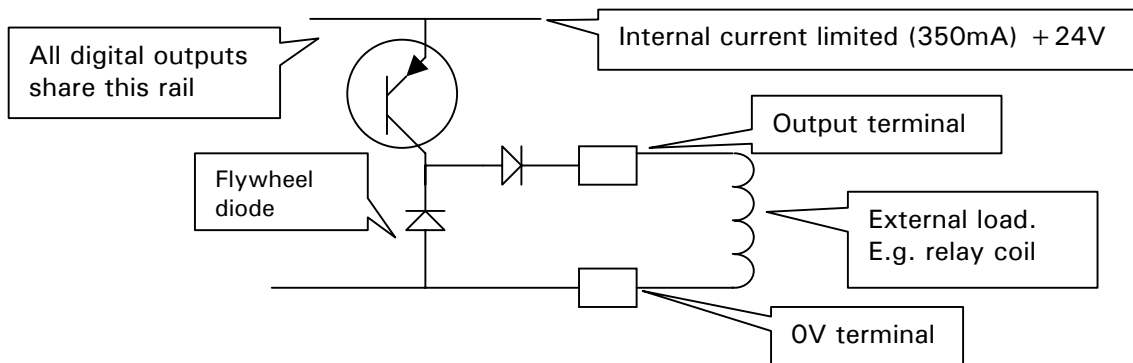 All digital outputs
share this rail
Internal current limited (350mA) +24V
Output terminal
Flywheel
diode
External load.
E.g. relay coil
0V terminal